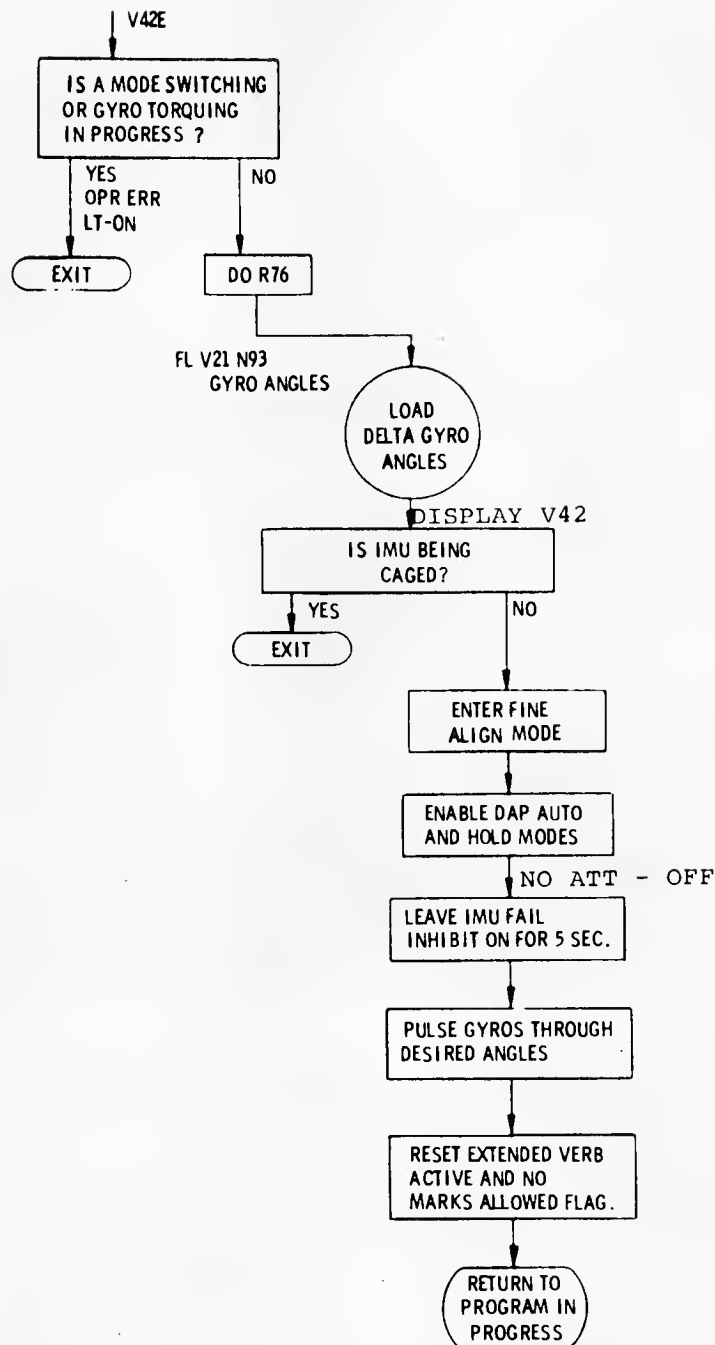 V42E
IS A MODE SWITCHING
OR GYRO TORQUING
IN PROGRESS ?
YES
OPR ERR
LT-ON
NO
EXIT
DO R76
FL V21 N93
GYRO ANGLES
LOAD
DELTA GYRO
ANGLES
DISPLAY V42
IS IMU BEING
CAGED?
YES
NO
EXIT
ENTER FINE
ALIGN MODE
ENABLE DAP AUTO
AND HOLD MODES
NO ATT - OFF
LEAVE IMU FAIL
INHIBIT ON FOR 5 SEC.
PULSE GYROS THROUGH
DESIRED ANGLES
RESET EXTENDED VERB
ACTIVE AND NO
MARKS ALLOWED FLAG.
RETURN TO
PROGRAM IN
PROGRESS